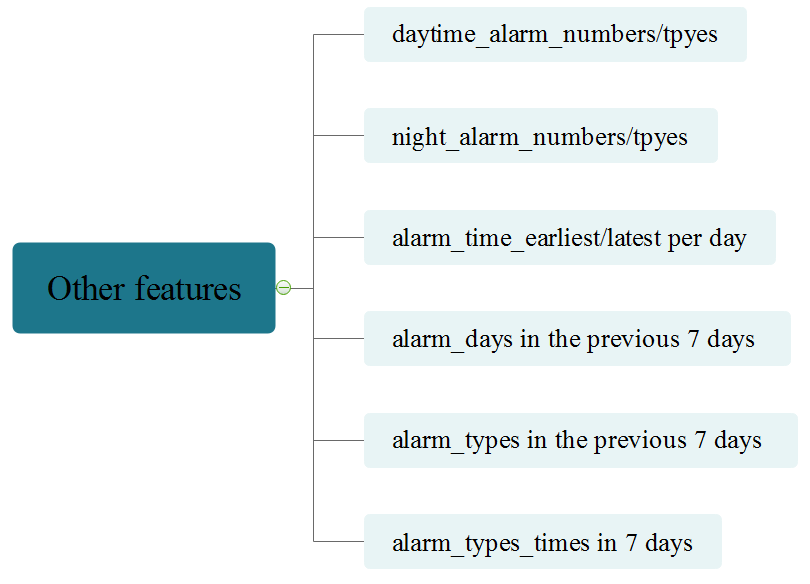 daytime_alarm_numbers/tpyes
night_alarm_numbers/tpyes
alarm_time_earliest/latest per day
Other features
alarm_days in the previous 7 days
alarm_types in the previous 7 days
alarm_types_times in 7 days